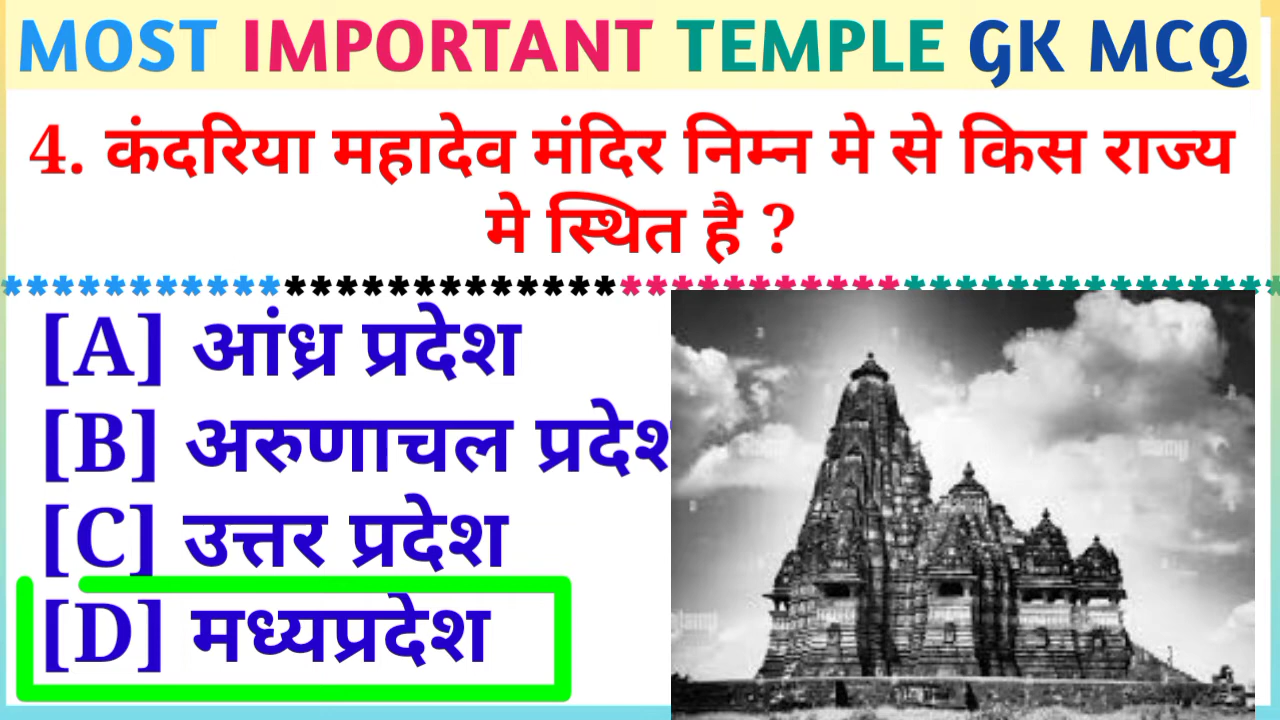 MOST IMPORTANT TEMPLE GK MCQ
4. कंदरिया महादेव मंदिर निम्न मे से किस राज्य
मे स्थित है ?
[A] आंध्र प्रदेश
[B] अरुणाचल प्रदेश
[C] उत्तर प्रदेश
[D] मध्यप्रदेश